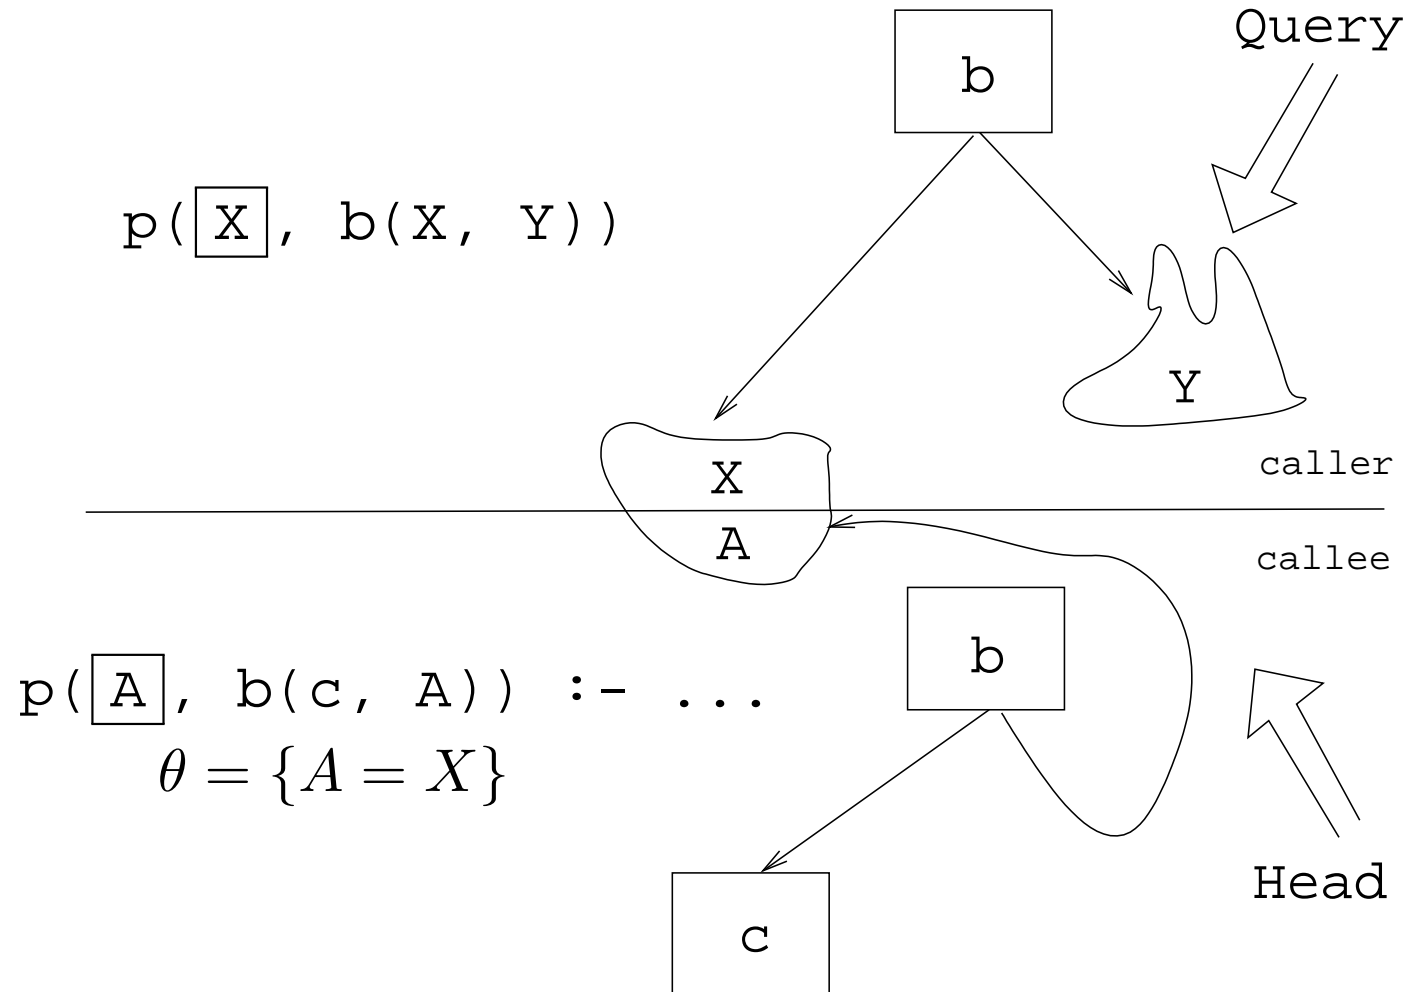 Query
b
p(X, b(X, Y))
Y
caller
X
A
callee
b
p(A, b(c, A)) :- ...
θ = {A = X}
Head
c